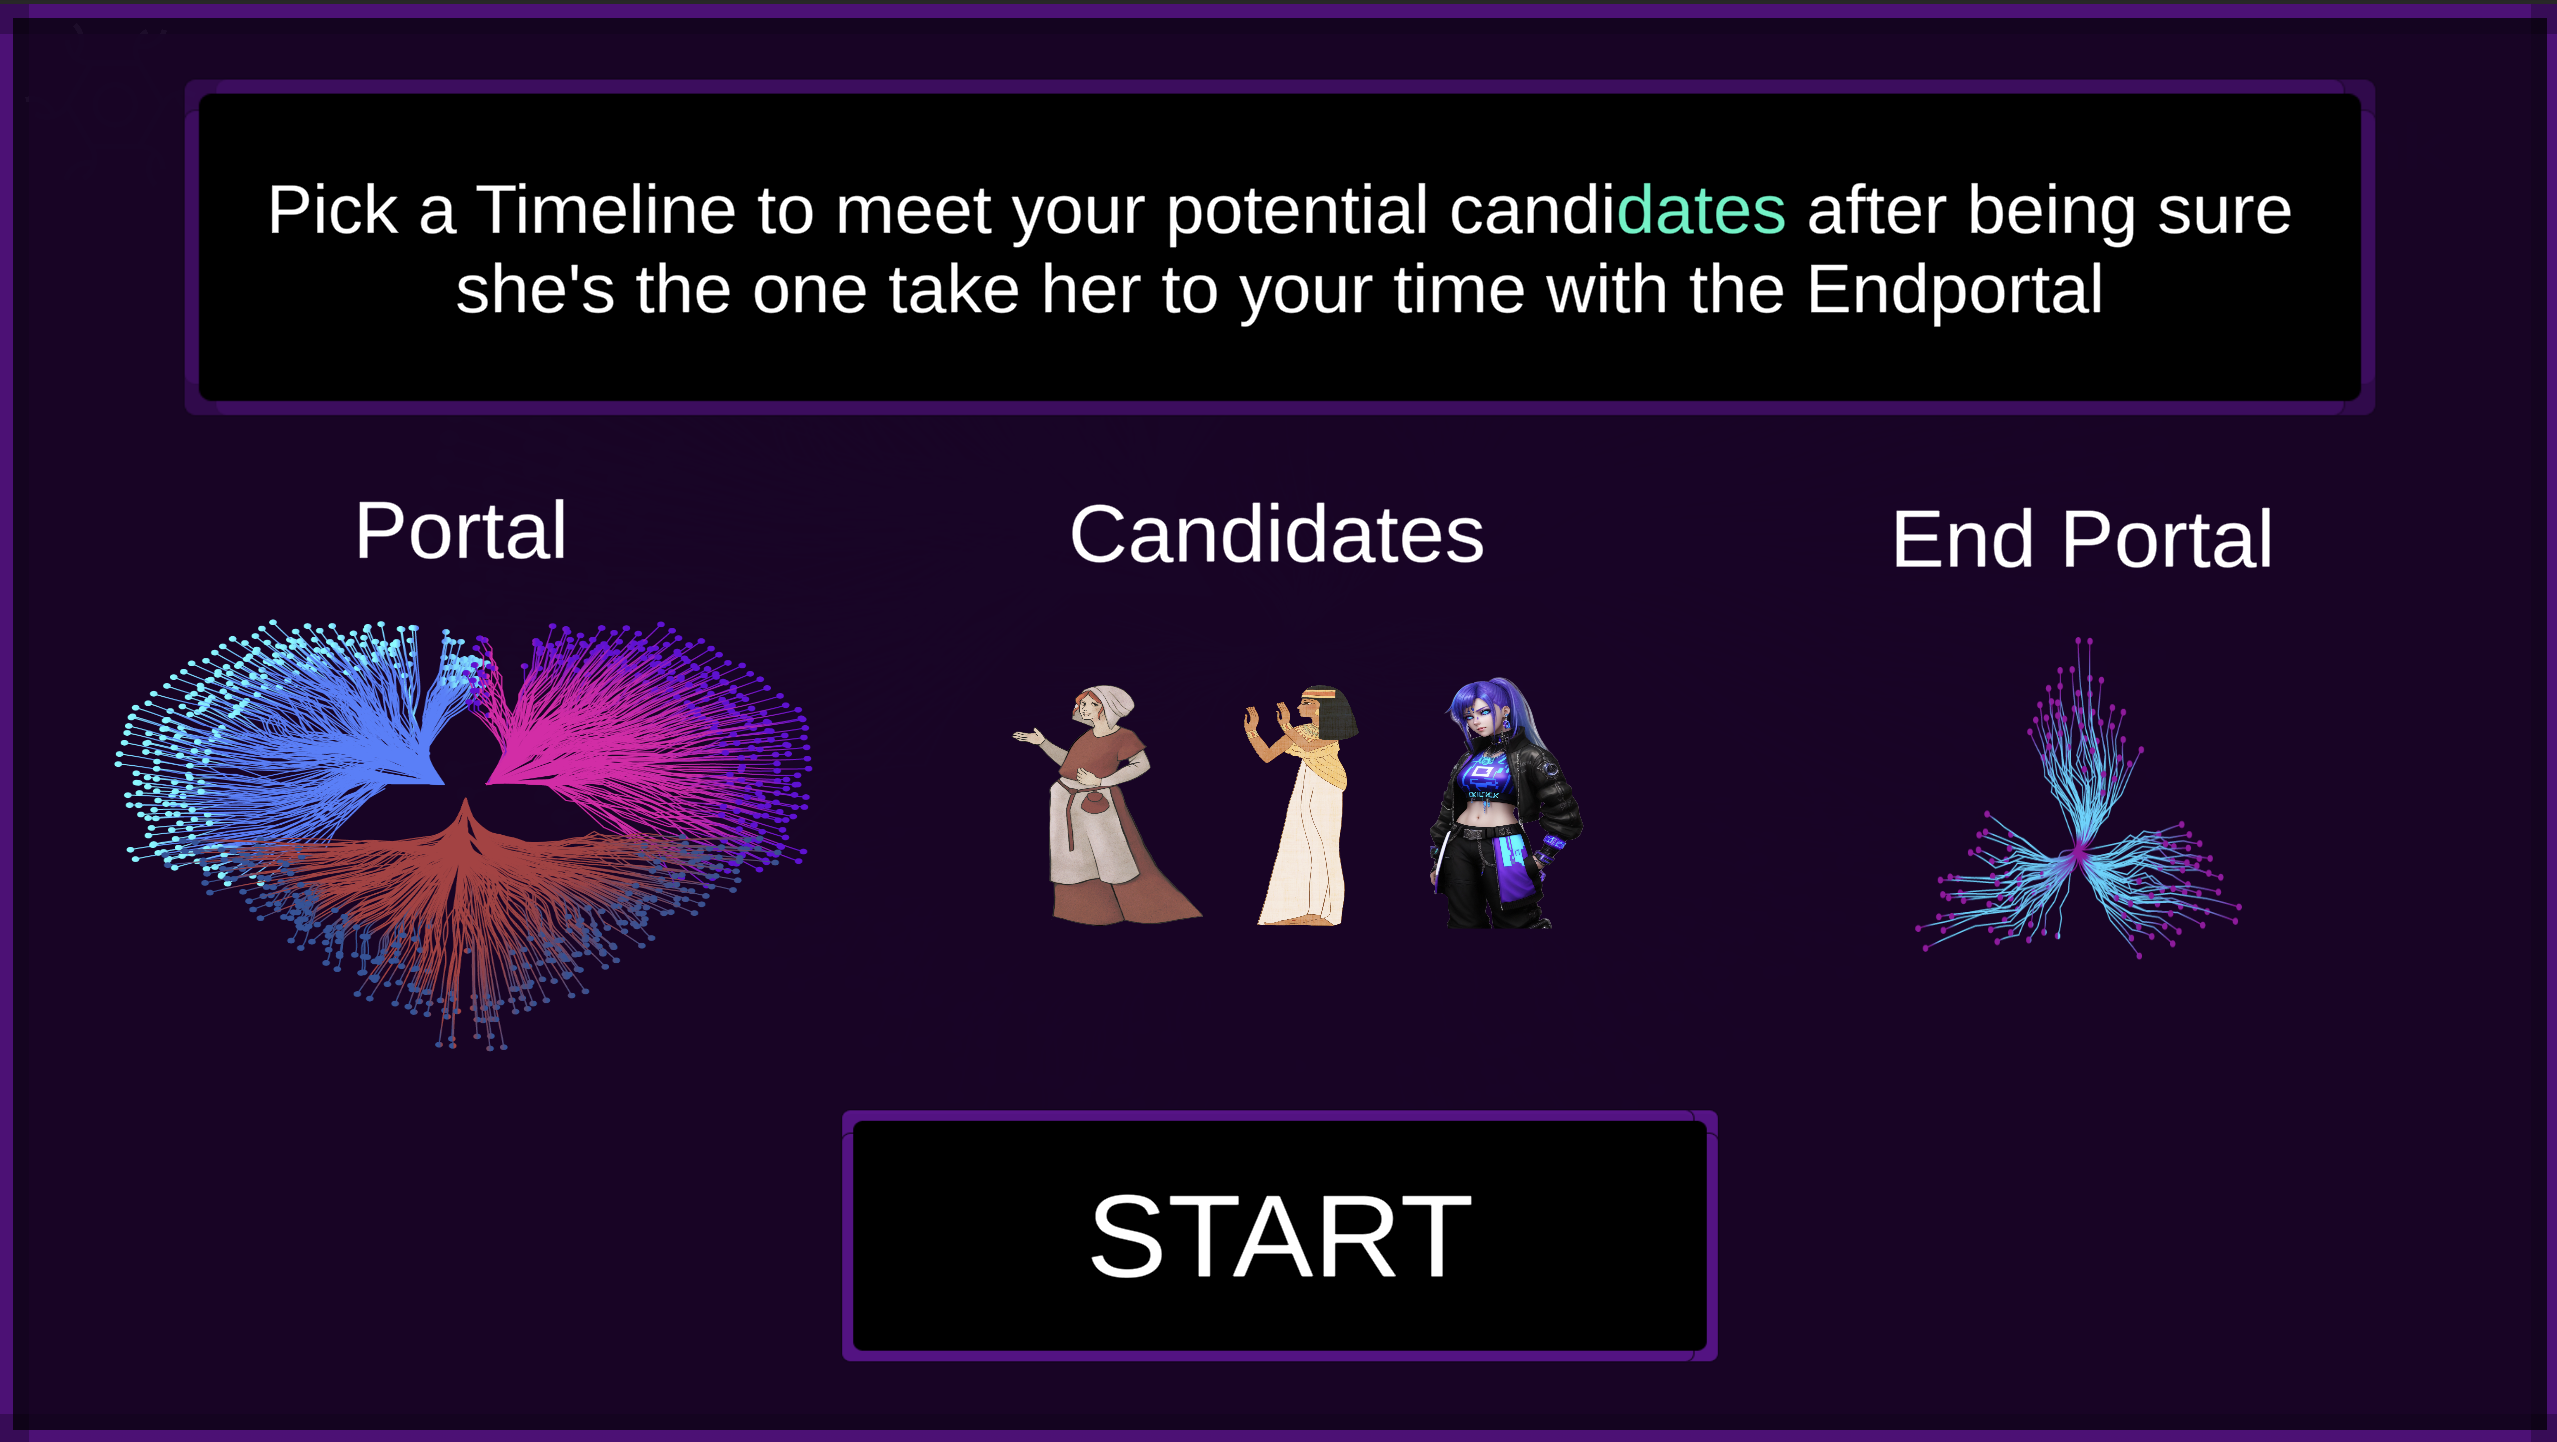 Pick a Timeline to meet your potential candidates after being sure
she's the one take her to your time with the Endportal
Portal
Candidates
End Portal
START